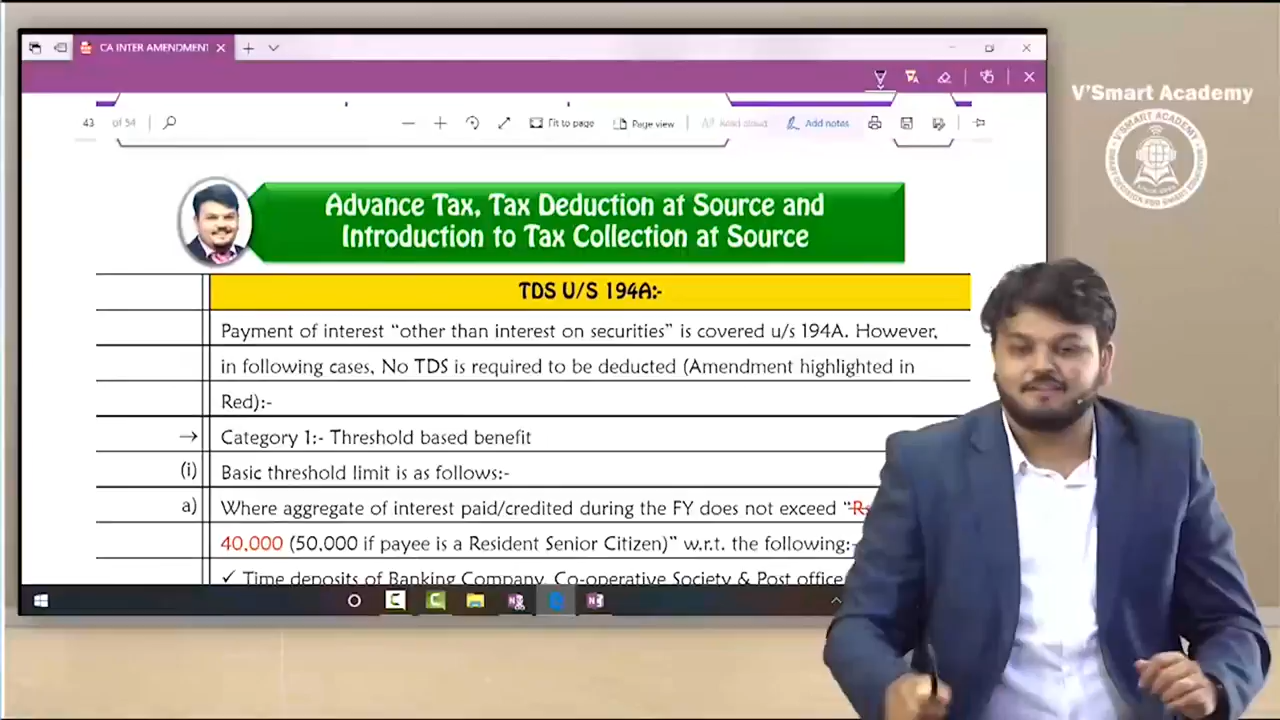 CA INTER AMENDMENT
V'Smart Academy
43 of 54
Fit to page
Page view
Read aloud
Add notes
V'SMART ACADEMY
Advance Tax, Tax Deduction at Source and
Introduction to Tax Collection at Source
TDS U/S 194A:-
Payment of interest “other than interest on securities” is covered u/s 194A. However,
in following cases, No TDS is required to be deducted (Amendment highlighted in
Red):-
→ Category 1:- Threshold based benefit
(i) Basic threshold limit is as follows:-
a) Where aggregate of interest paid/credited during the FY does not exceed “R
40,000 (50,000 if payee is a Resident Senior Citizen)” w.r.t. the following:-
✓ Time deposits of Banking Company, Co-operative Society & Post office